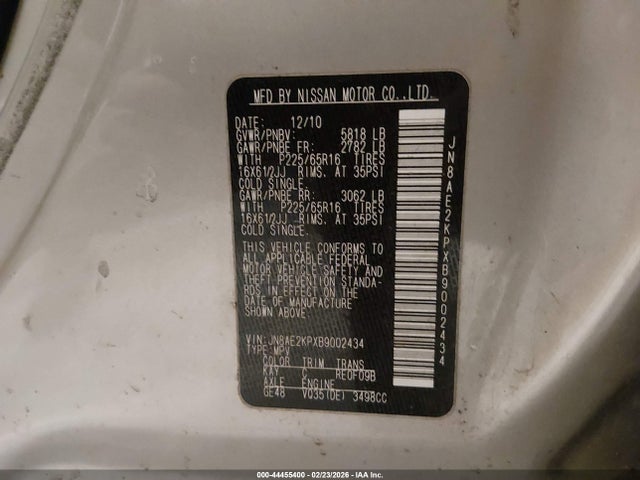 MFD BY NISSAN MOTOR CO.,LTD.
DATE: 12/10
GVWR/PNBV: 5818 LB
GAWR/PNBE FR: 2782 LB
WITH P225/65R16 TIRES
16X61/2JJ RIMS, AT 35PSI
COLD SINGLE.
GAWR/PNBE RR: 3062 LB
WITH P225/65R16 TIRES
16X61/2JJ RIMS, AT 35PSI
COLD SINGLE.
THIS VEHICLE CONFORMS TO
ALL APPLICABLE FEDERAL
MOTOR VEHICLE SAFETY AND
THEFT PREVENTION STANDA-
RDS IN EFFECT ON THE
DATE OF MANUFACTURE
SHOWN ABOVE.
VIN: JN8AE2KPXB9002434
TYPE: MPV
COLOR TRIM TRANS
KAY C RE0F09B
AXLE ENGINE
GE48 VQ35(DE) 3498CC
JN8AE2KPXB9002434
000-44455400 - 02/23/2026 - IAA Inc.